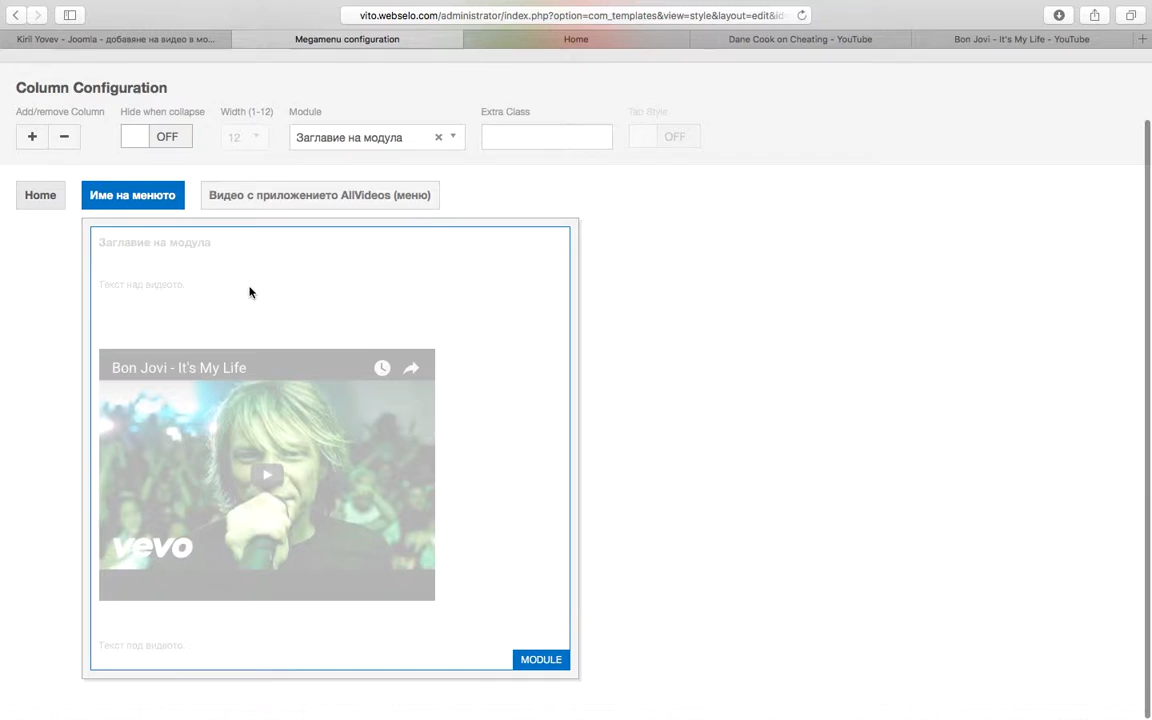 vito.webselo.com/administrator/index.php?option=com_templates&view=style&layout=edit&id
Kiril Yovev - Joomla - добавяне на видео в мо...
Megamenu configuration
Home
Dane Cook on Cheating - YouTube
Bon Jovi - It's My Life - YouTube
Column Configuration
Add/remove Column
Hide when collapse
Width (1-12)
Module
Extra Class
Tab Style
OFF
12
Заглавие на модула
OFF
Home
Име на менюто
Видео с приложението AllVideos (меню)
Заглавие на модула
Текст над видеото.
Bon Jovi - It's My Life
vevo
Текст под видеото.
MODULE